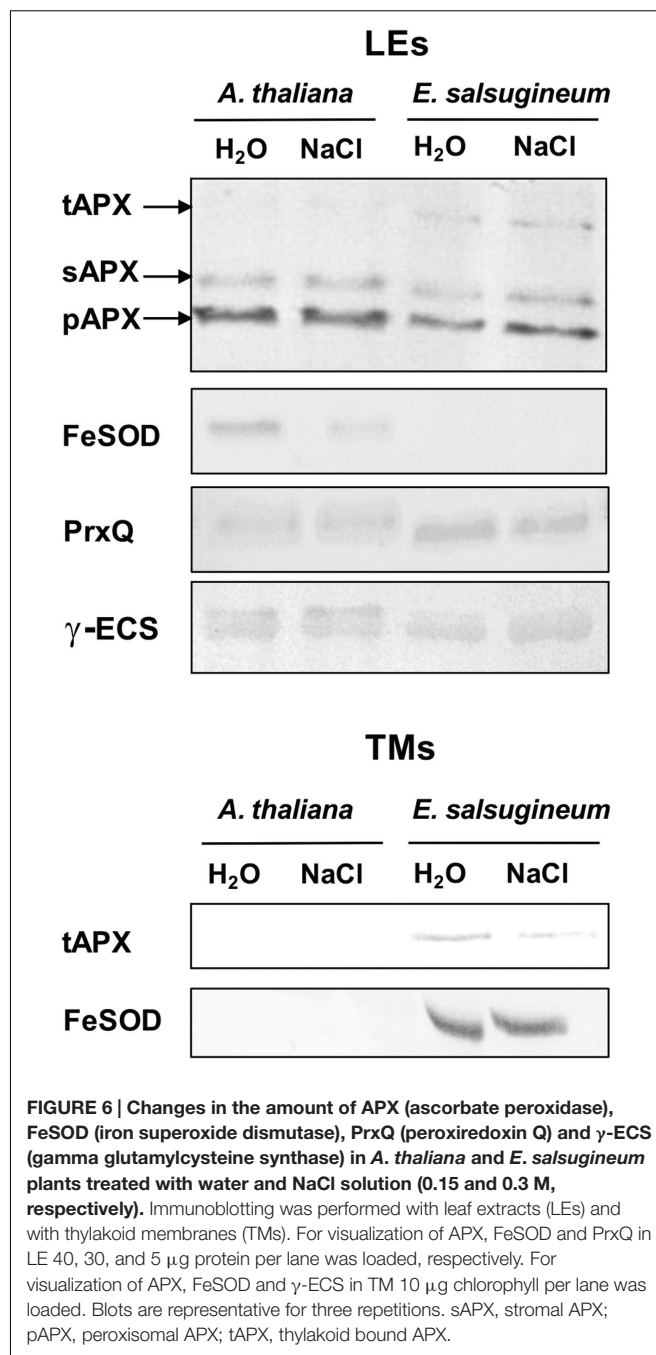 LEs
A. thaliana E. salsugineum
H₂O NaCl H₂O NaCl
tAPX
sAPX
pAPX
FeSOD
PrxQ
γ-ECS
TMs
A. thaliana E. salsugineum
H₂O NaCl H₂O NaCl
tAPX
FeSOD
FIGURE 6 | Changes in the amount of APX (ascorbate peroxidase),
FeSOD (iron superoxide dismutase), PrxQ (peroxiredoxin Q) and γ-ECS
(gamma glutamylcysteine synthase) in A. thaliana and E. salsugineum
plants treated with water and NaCl solution (0.15 and 0.3 M,
respectively). Immunoblotting was performed with leaf extracts (LEs) and
with thylakoid membranes (TMs). For visualization of APX, FeSOD and PrxQ in
LE 40, 30, and 5 μg protein per lane was loaded, respectively. For
visualization of APX, FeSOD and γ-ECS in TM 10 μg chlorophyll per lane was
loaded. Blots are representative for three repetitions. sAPX, stromal APX;
pAPX, peroxisomal APX; tAPX, thylakoid bound APX.